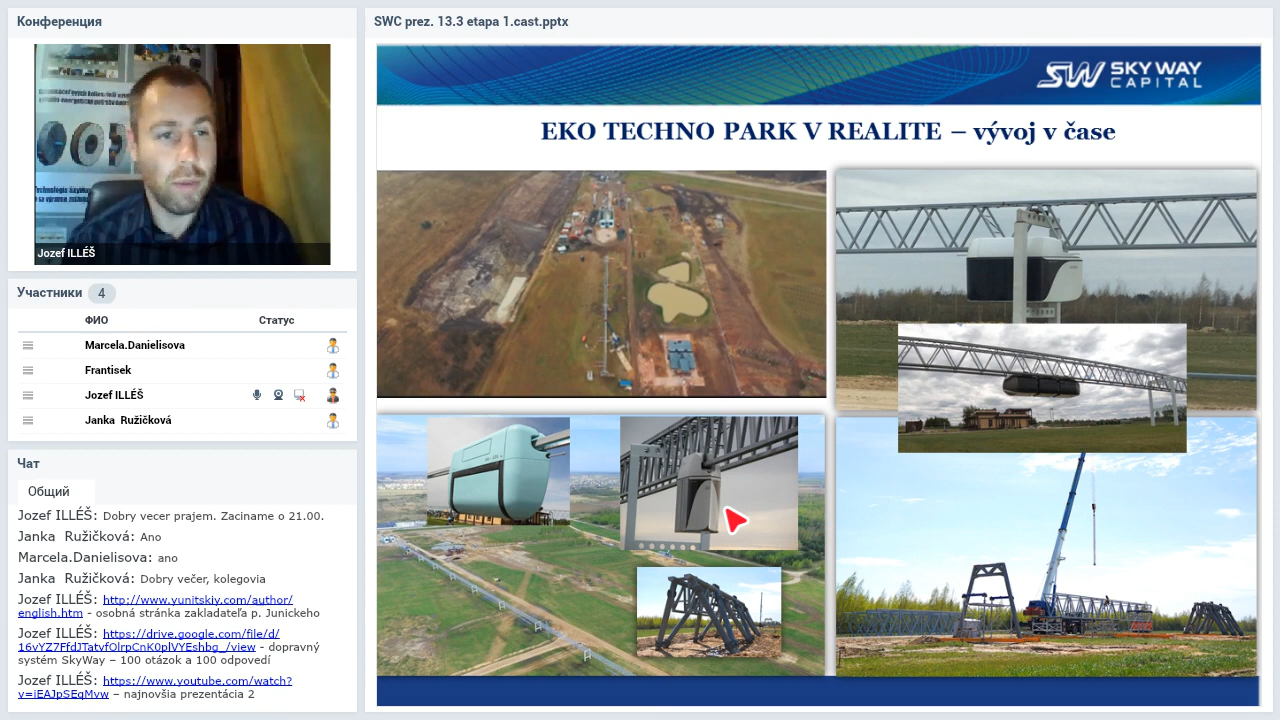 Конференция
Jozef ILLÉŠ
Участники 4
ФИО Статус
Marcela.Danielisova
Frantisek
Jozef ILLÉŠ
Janka Ružičková
Чат
Общий
Jozef ILLÉŠ: Dobry vecer prajem. Zaciname o 21.00.
Janka Ružičková: Ano
Marcela.Danielisova: ano
Janka Ružičková: Dobry večer, kolegovia
Jozef ILLÉŠ: http://www.yunitskiy.com/author/
english.htm - osobná stránka zakladateľa p. Junickeho
Jozef ILLÉŠ: https://drive.google.com/file/d/
16vYZ7FfdJTatvfOlrpCnK0plVYEshbg_/view - dopravný
systém SkyWay – 100 otázok a 100 odpovedí
Jozef ILLÉŠ: https://www.youtube.com/watch?
v=iEAJpSEqMvw – najnovšia prezentácia 2
SWC prez. 13.3 etapa 1.cast.pptx
SW SKY WAY
CAPITAL
EKO TECHNO PARK V REALITE – vývoj v čase